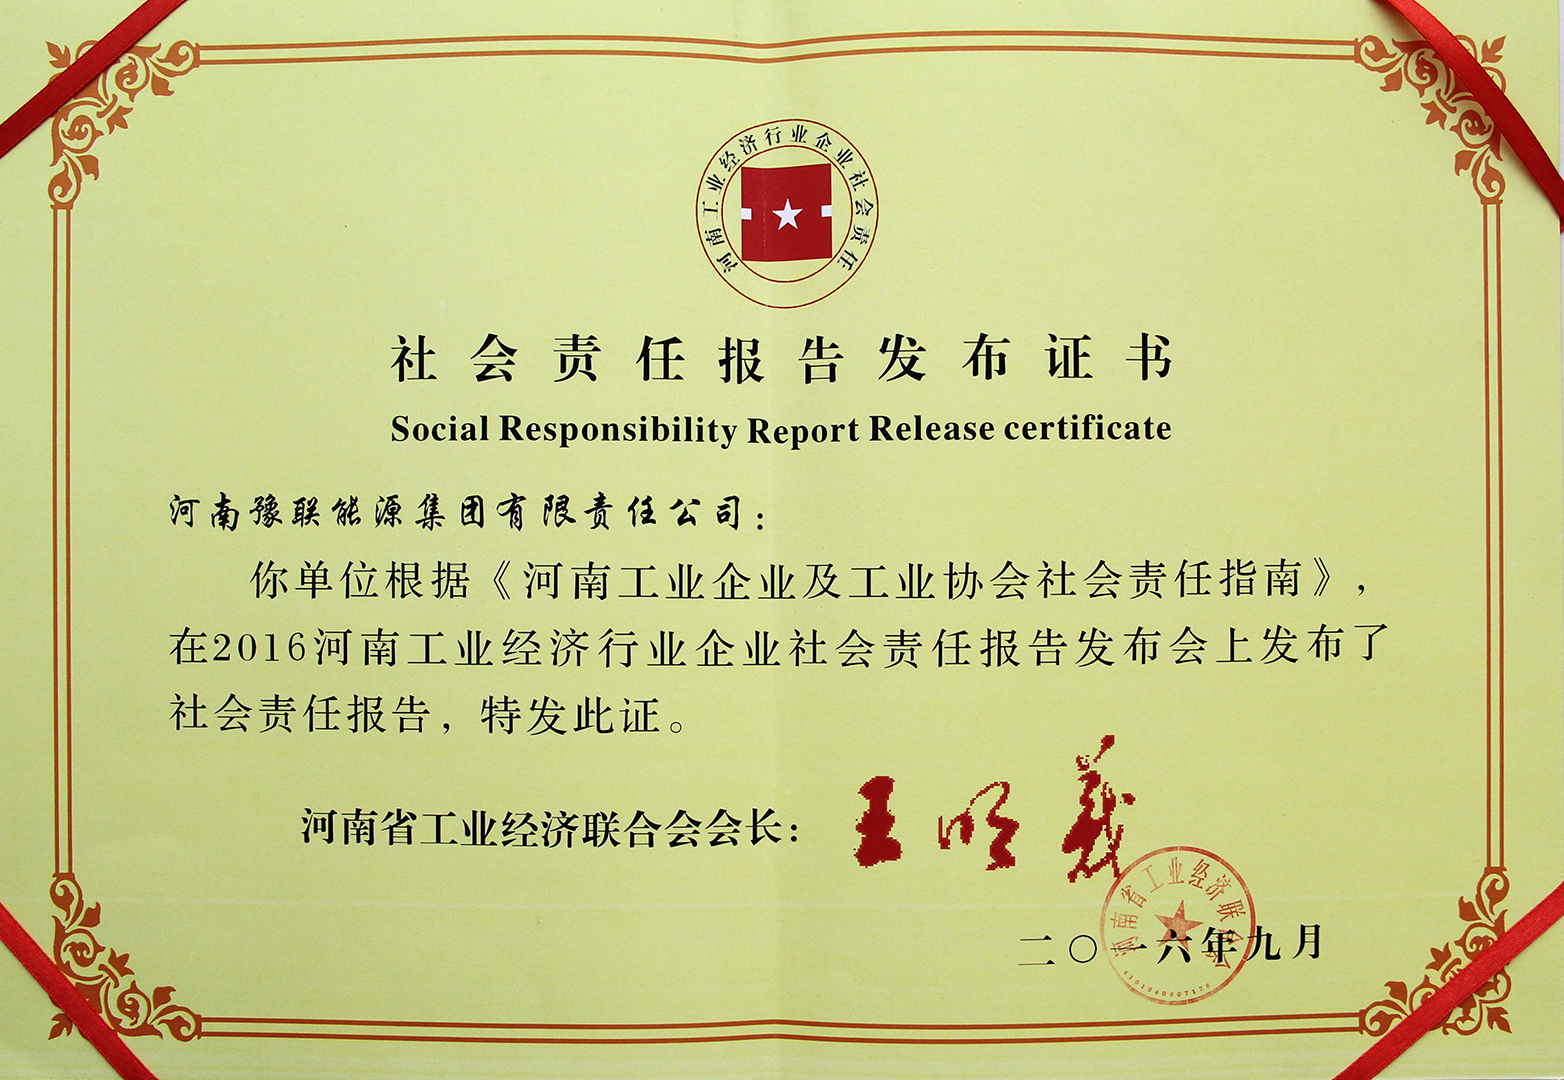 河南工业经济行业企业社会责任
社会责任报告发布证书
Social Responsibility Report Release certificate
河南豫联能源集团有限责任公司：
你单位根据《河南工业企业及工业协会社会责任指南》，
在2016河南工业经济行业企业社会责任报告发布会上发布了
社会责任报告，特发此证。
河南省工业经济联合会会长：
王明义
河南省工业经济联合会
二〇一六年九月